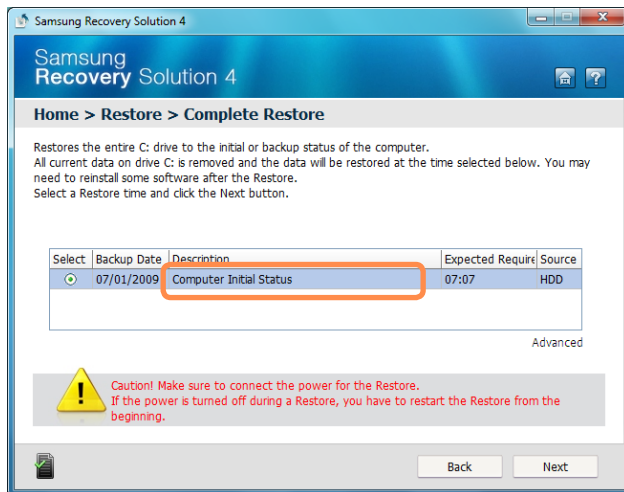 Samsung Recovery Solution 4
Samsung
Recovery Solution 4
Home > Restore > Complete Restore
Restores the entire C: drive to the initial or backup status of the computer.
All current data on drive C: is removed and the data will be restored at the time selected below. You may
need to reinstall some software after the Restore.
Select a Restore time and click the Next button.
Select Backup Date Description Expected Require Source
07/01/2009 Computer Initial Status 07:07 HDD
Advanced
Caution! Make sure to connect the power for the Restore.
If the power is turned off during a Restore, you have to restart the Restore from the
beginning.
Back Next